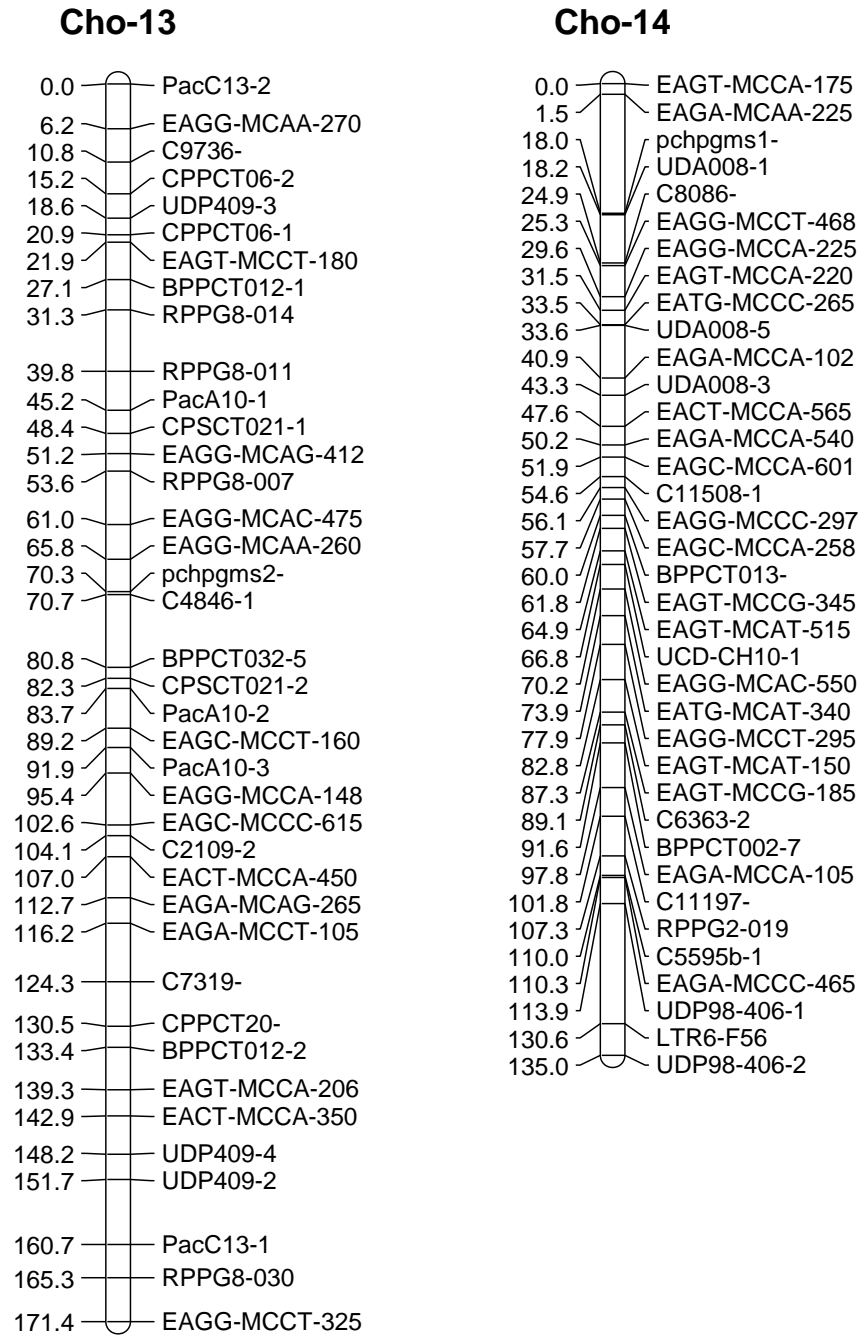 Cho-13
0.0 PacC13-2
6.2 EAGG-MCAA-270
10.8 C9736-
15.2 CPPCT06-2
18.6 UDP409-3
20.9 CPPCT06-1
21.9 EAGT-MCCT-180
27.1 BPPCT012-1
31.3 RPPG8-014
39.8 RPPG8-011
45.2 PacA10-1
48.4 CPSCT021-1
51.2 EAGG-MCAG-412
53.6 RPPG8-007
61.0 EAGG-MCAC-475
65.8 EAGG-MCAA-260
70.3 pchpgms2-
70.7 C4846-1
80.8 BPPCT032-5
82.3 CPSCT021-2
83.7 PacA10-2
89.2 EAGC-MCCT-160
91.9 PacA10-3
95.4 EAGG-MCCA-148
102.6 EAGC-MCCC-615
104.1 C2109-2
107.0 EACT-MCCA-450
112.7 EAGA-MCAG-265
116.2 EAGA-MCCT-105
124.3 C7319-
130.5 CPPCT20-
133.4 BPPCT012-2
139.3 EAGT-MCCA-206
142.9 EACT-MCCA-350
148.2 UDP409-4
151.7 UDP409-2
160.7 PacC13-1
165.3 RPPG8-030
171.4 EAGG-MCCT-325
Cho-14
0.0 EAGT-MCCA-175
1.5 EAGA-MCAA-225
18.0 pchpgms1-
18.2 UDA008-1
24.9 C8086-
25.3 EAGG-MCCT-468
29.6 EAGG-MCCA-225
31.5 EAGT-MCCA-220
33.5 EATG-MCCC-265
33.6 UDA008-5
40.9 EAGA-MCCA-102
43.3 UDA008-3
47.6 EACT-MCCA-565
50.2 EAGA-MCCA-540
51.9 EAGC-MCCA-601
54.6 C11508-1
56.1 EAGG-MCCC-297
57.7 EAGC-MCCA-258
60.0 BPPCT013-
61.8 EAGT-MCCG-345
64.9 EAGT-MCAT-515
66.8 UCD-CH10-1
70.2 EAGG-MCAC-550
73.9 EATG-MCAT-340
77.9 EAGG-MCCT-295
82.8 EAGT-MCAT-150
87.3 EAGT-MCCG-185
89.1 C6363-2
91.6 BPPCT002-7
97.8 EAGA-MCCA-105
101.8 C11197-
107.3 RPPG2-019
110.0 C5595b-1
110.3 EAGA-MCCC-465
113.9 UDP98-406-1
130.6 LTR6-F56
135.0 UDP98-406-2